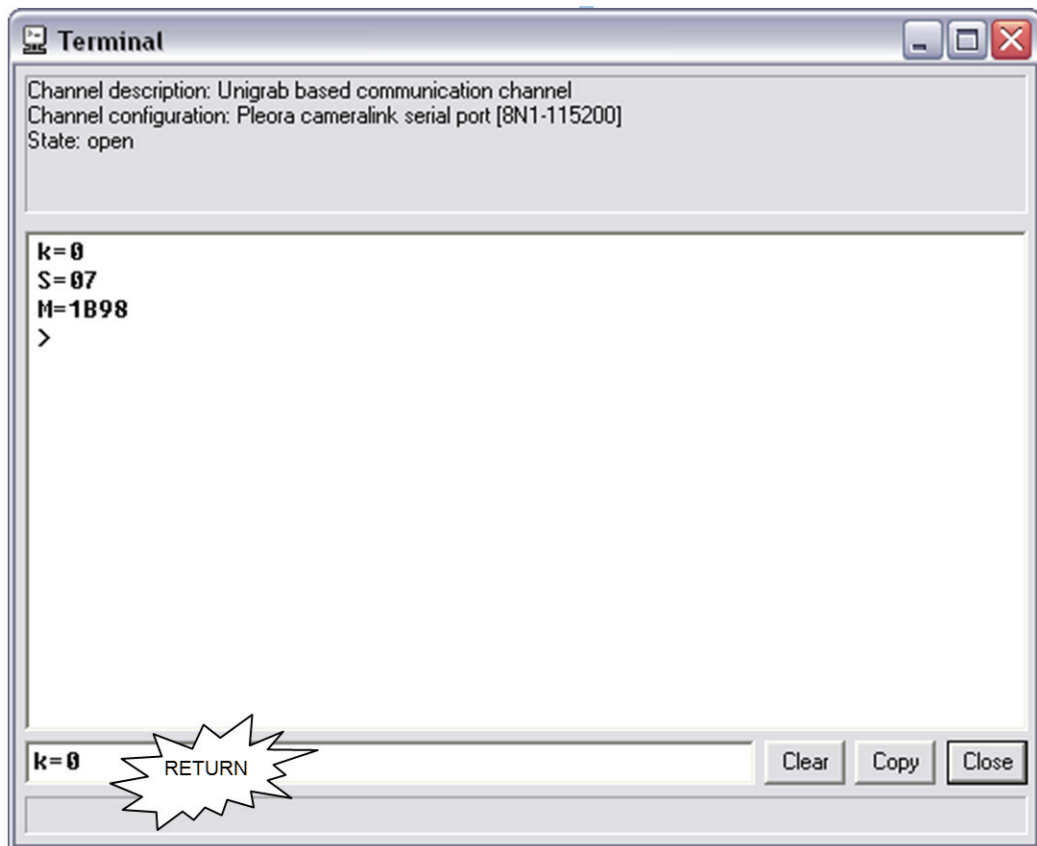 Terminal
Channel description: Unigrab based communication channel
Channel configuration: Pleora cameralink serial port [8N1-115200]
State: open
k=0
S=07
M=1B98
>
k=0
RETURN
Clear
Copy
Close